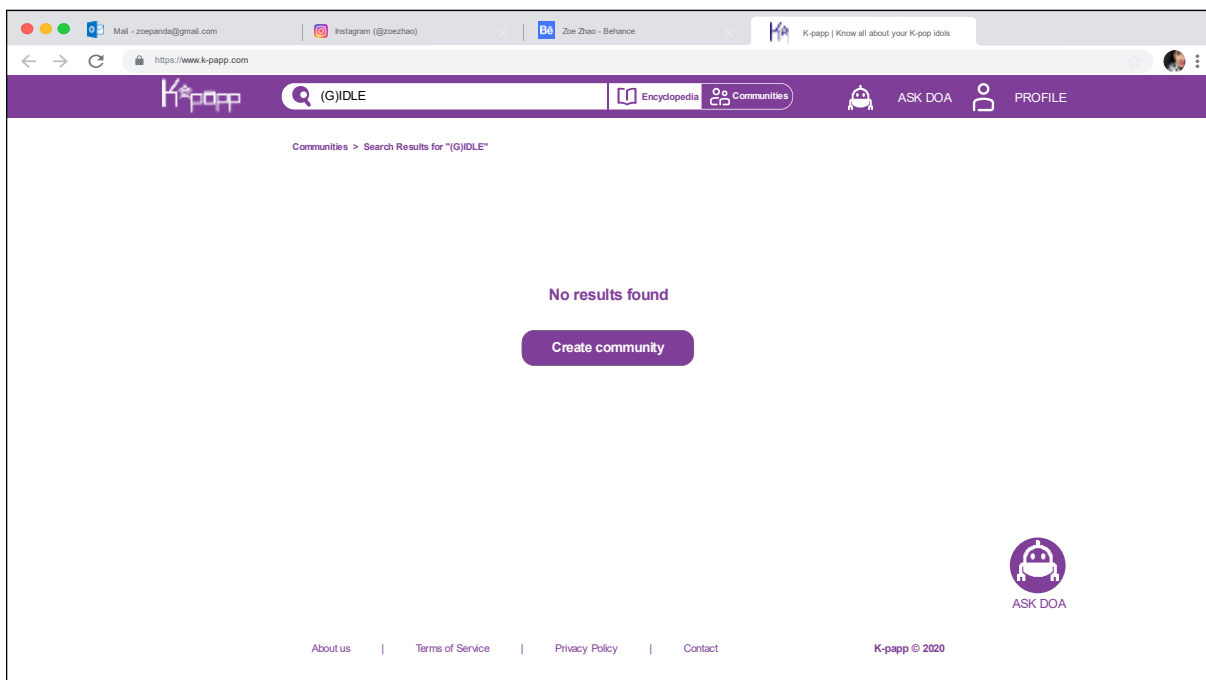 Mail - zoepanda@gmail.com Instagram (@zoezhao) Bē Zoe Zhao - Behance K-papp | Know all about your K-pop idols
https://www.k-papp.com
K-papp (G)IDLE Encyclopedia Communities ASK DOA PROFILE
Communities > Search Results for "(G)IDLE"
No results found
Create community
ASK DOA
About us | Terms of Service | Privacy Policy | Contact K-papp © 2020